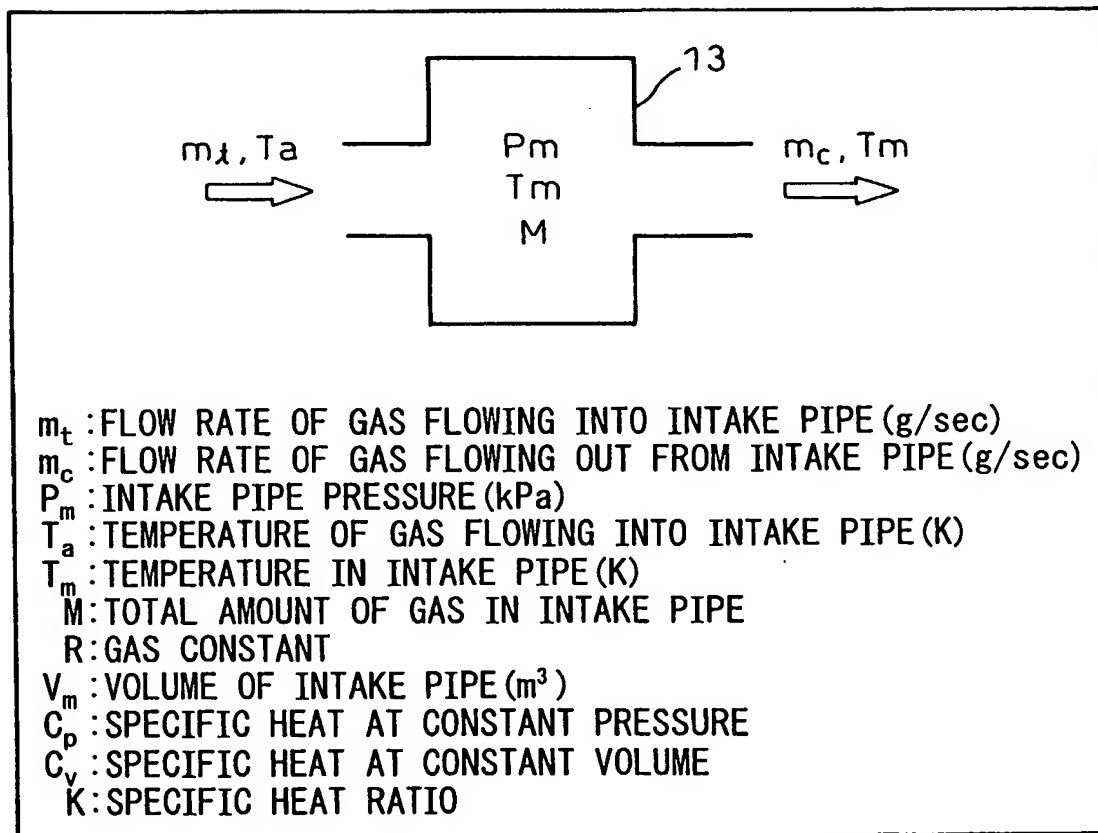 13
mt, Ta
Pm
Tm
M
mc, Tm
mt:FLOW RATE OF GAS FLOWING INTO INTAKE PIPE(g/sec)
mc:FLOW RATE OF GAS FLOWING OUT FROM INTAKE PIPE(g/sec)
Pm:INTAKE PIPE PRESSURE(kPa)
Ta:TEMPERATURE OF GAS FLOWING INTO INTAKE PIPE(K)
Tm:TEMPERATURE IN INTAKE PIPE(K)
M:TOTAL AMOUNT OF GAS IN INTAKE PIPE
R:GAS CONSTANT
Vm:VOLUME OF INTAKE PIPE(m³)
Cp:SPECIFIC HEAT AT CONSTANT PRESSURE
Cv:SPECIFIC HEAT AT CONSTANT VOLUME
K:SPECIFIC HEAT RATIO